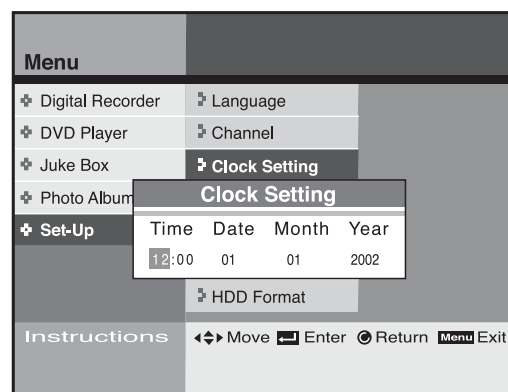 Menu
Digital Recorder
DVD Player
Juke Box
Photo Album
Set-Up
Language
Channel
Clock Setting
Clock Setting
Time Date Month Year
12:00 01 01 2002
HDD Format
Instructions Move Enter Return Menu Exit